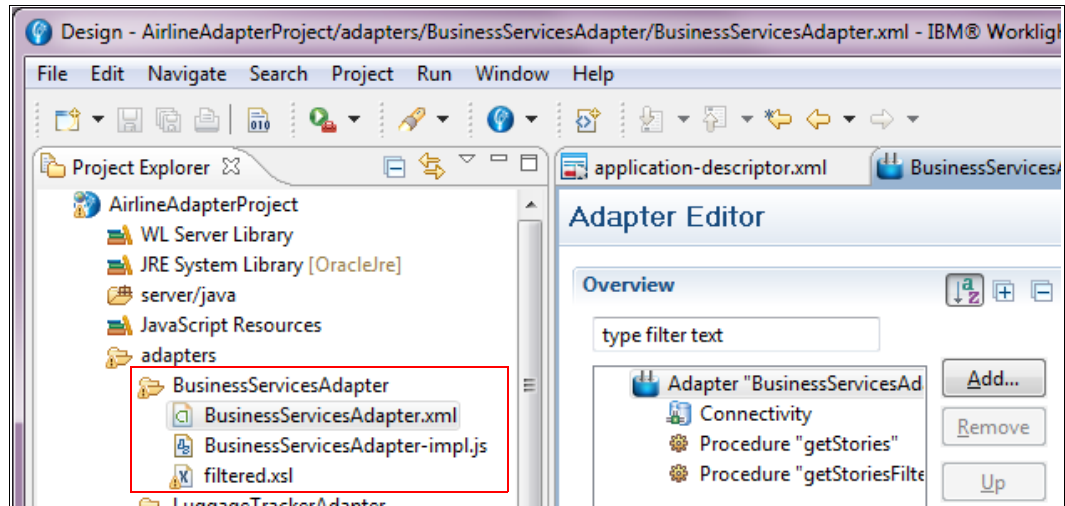 Design - AirlineAdapterProject/adapters/BusinessServicesAdapter/BusinessServicesAdapter.xml - IBM® Worklig
File Edit Navigate Search Project Run Window Help
010
Project Explorer
application-descriptor.xml
BusinessServicesA
AirlineAdapterProject
WL Server Library
JRE System Library [OracleJre]
server/java
JavaScript Resources
adapters
BusinessServicesAdapter
BusinessServicesAdapter.xml
BusinessServicesAdapter-impl.js
filtered.xsl
LuggageTrackerAdapter
Adapter Editor
Overview
type filter text
Adapter "BusinessServicesAd
Connectivity
Procedure "getStories"
Procedure "getStoriesFilte
Add...
Remove
Up